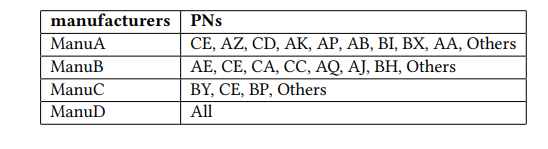 manufacturers PNs
ManuA CE, AZ, CD, AK, AP, AB, BI, BX, AA, Others
ManuB AE, CE, CA, CC, AQ, AJ, BH, Others
ManuC BY, CE, BP, Others
ManuD All